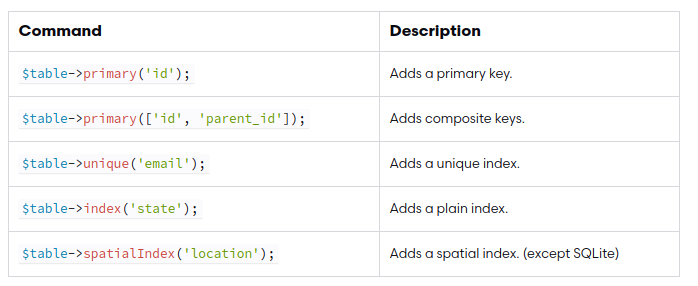 Command Description
$table->primary('id'); Adds a primary key.
$table->primary(['id', 'parent_id']); Adds composite keys.
$table->unique('email'); Adds a unique index.
$table->index('state'); Adds a plain index.
$table->spatialIndex('location'); Adds a spatial index. (except SQLite)